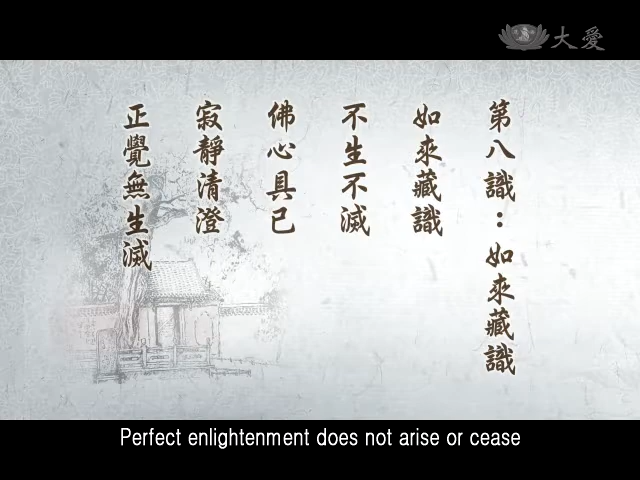 大愛
第八識：如來藏識
如來藏識
不生不滅
佛心具已
寂靜清澄
正覺無生滅
Perfect enlightenment does not arise or cease